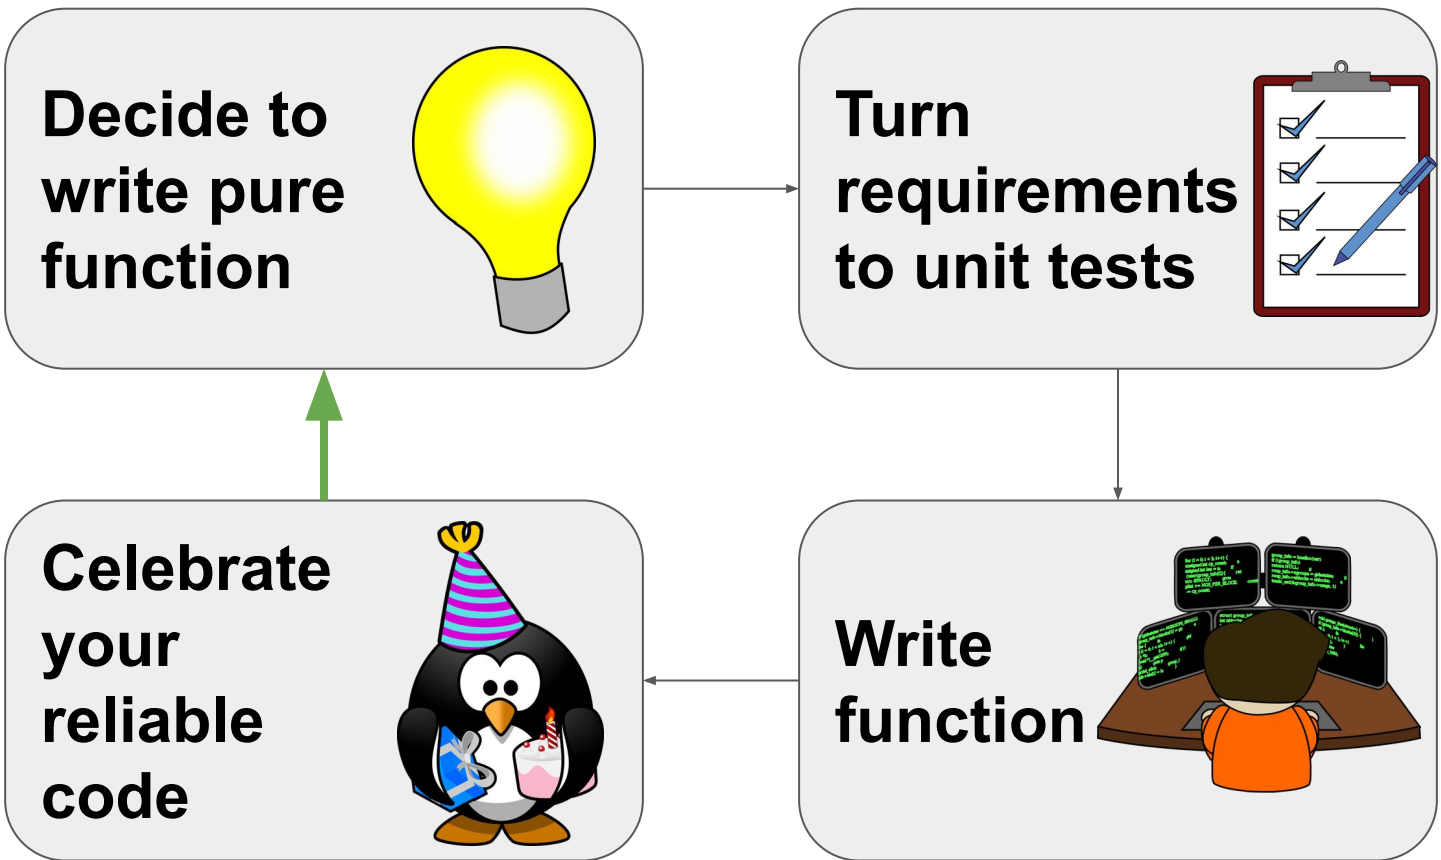 Decide to
write pure
function
Turn
requirements
to unit tests
Write
function
Celebrate
your
reliable
code